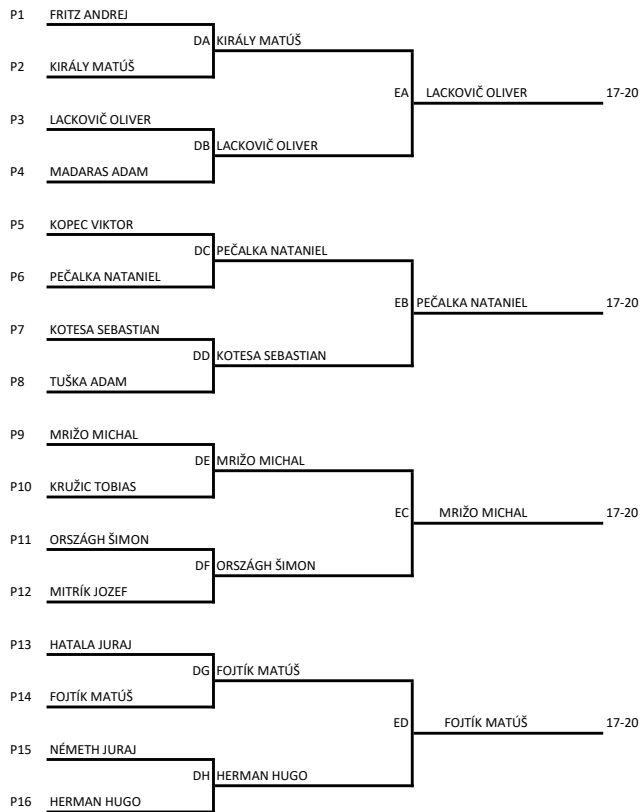 P1 FRITZ ANDREJ
DA KIRÁLY MATÚŠ
P2 KIRÁLY MATÚŠ
EA LACKOVIČ OLIVER 17-20
P3 LACKOVIČ OLIVER
DB LACKOVIČ OLIVER
P4 MADARAS ADAM
P5 KOPEC VIKTOR
DC PEČALKA NATANIEL
P6 PEČALKA NATANIEL
EB PEČALKA NATANIEL 17-20
P7 KOTESA SEBASTIAN
DD KOTESA SEBASTIAN
P8 TUŠKA ADAM
P9 MRIŽO MICHAL
DE MRIŽO MICHAL
P10 KRUŽIC TOBIAS
EC MRIŽO MICHAL 17-20
P11 ORSZÁGH ŠIMON
DF ORSZÁGH ŠIMON
P12 MITRÍK JOZEF
P13 HATALA JURAJ
DG FOJTÍK MATÚŠ
P14 FOJTÍK MATÚŠ
ED FOJTÍK MATÚŠ 17-20
P15 NÉMETH JURAJ
DH HERMAN HUGO
P16 HERMAN HUGO